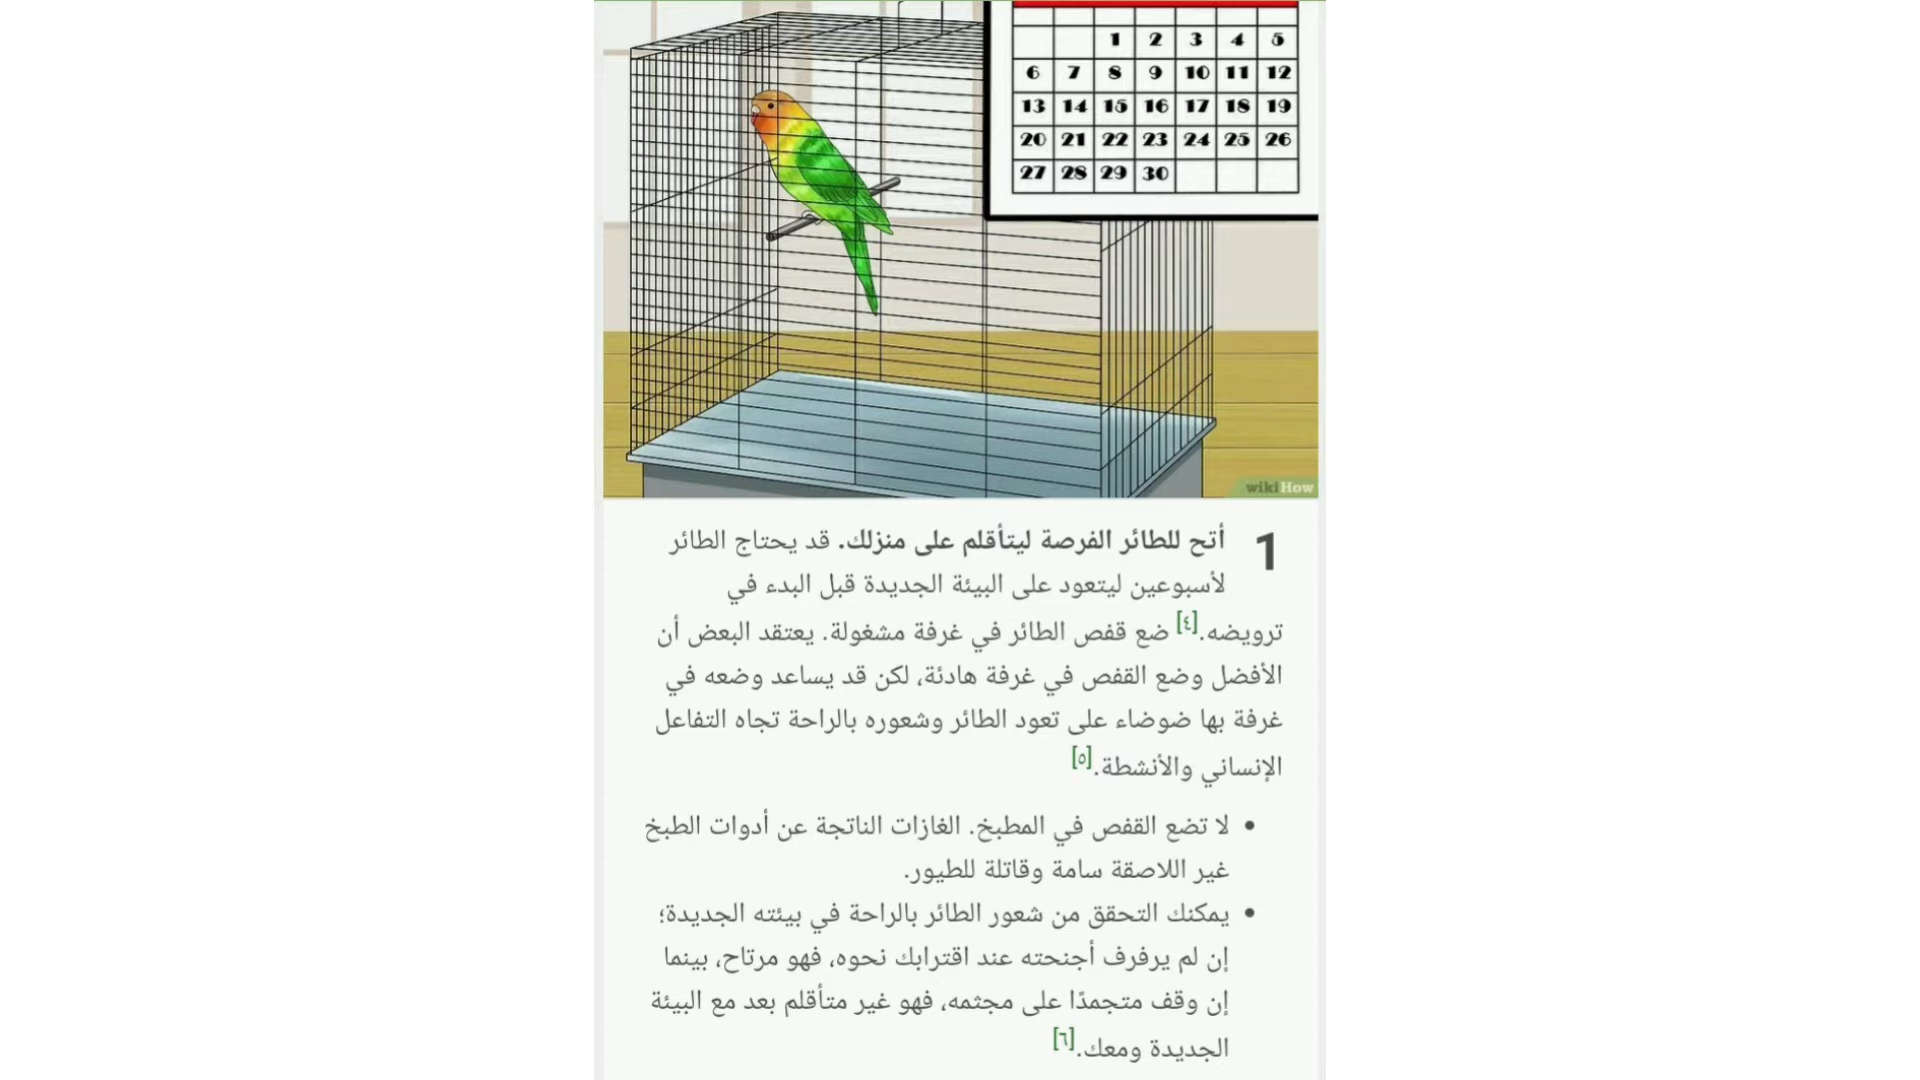 1 2 3 4 5
6 7 8 9 10 11 12
13 14 15 16 17 18 19
20 21 22 23 24 25 26
27 28 29 30
wikiHow
1
أتح للطائر الفرصة ليتأقلم على منزلك. قد يحتاج الطائر
لأسبوعين ليتعود على البيئة الجديدة قبل البدء في
ترويضه.[٤] ضع قفص الطائر في غرفة مشغولة. يعتقد البعض أن
الأفضل وضع القفص في غرفة هادئة، لكن قد يساعد وضعه في
غرفة بها ضوضاء على تعود الطائر وشعوره بالراحة تجاه التفاعل
الإنساني والأنشطة.[٥]
• لا تضع القفص في المطبخ. الغازات الناتجة عن أدوات الطبخ
غير اللاصقة سامة وقاتلة للطيور.
• يمكنك التحقق من شعور الطائر بالراحة في بيئته الجديدة؛
إن لم يرفرف أجنحته عند اقترابك نحوه، فهو مرتاح، بينما
إن وقف متجمدًا على مجثمه، فهو غير متأقلم بعد مع البيئة
الجديدة ومعك.[٦]